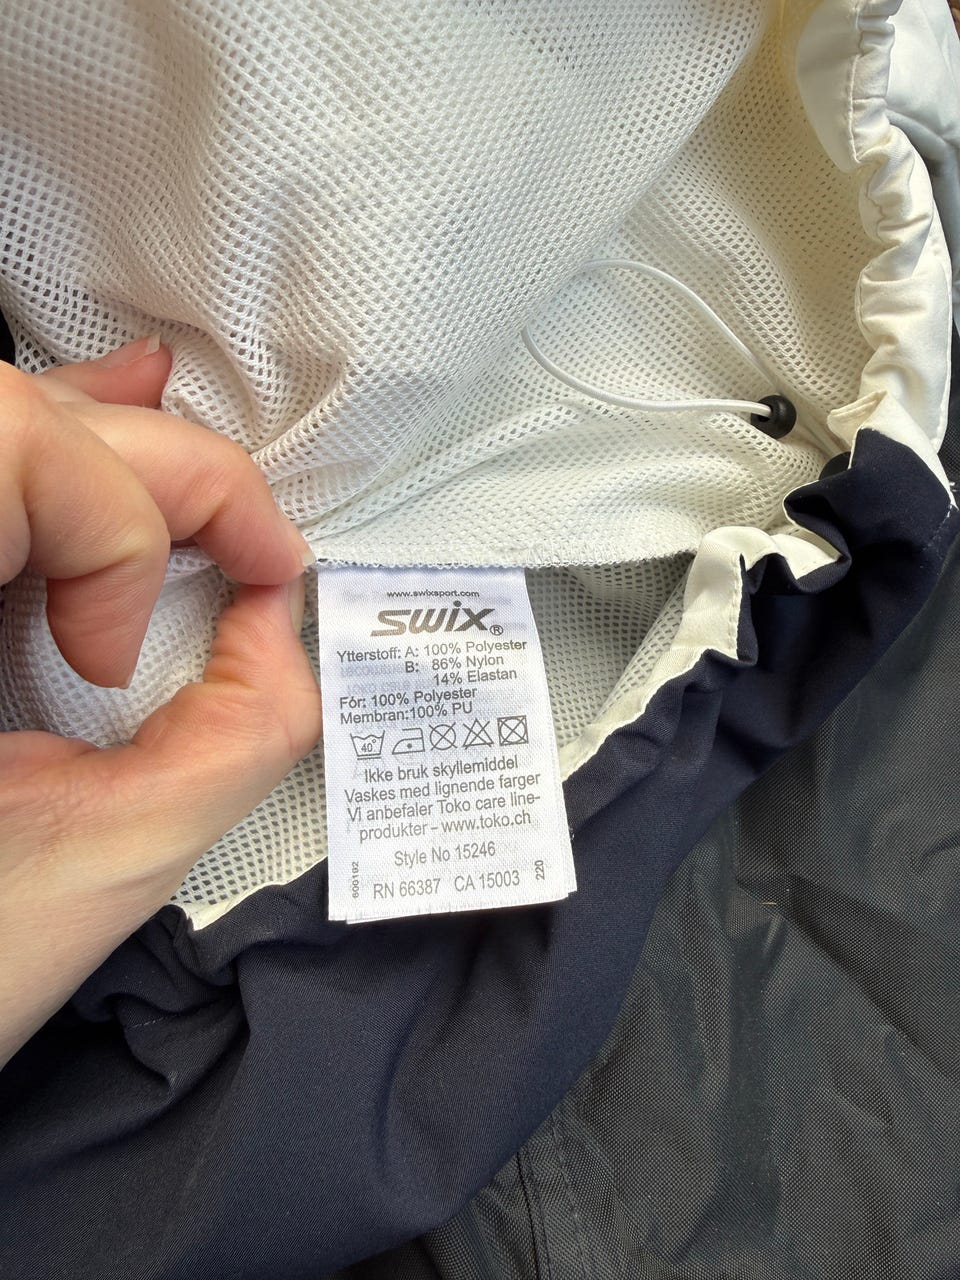 www.swixsport.com
swix®
Ytterstoff: A: 100% Polyester
B: 86% Nylon
14% Elastan
Fór: 100% Polyester
Membran:100% PU
40°
Ikke bruk skyllemiddel
Vaskes med lignende farger
Vi anbefaler Toko care line-
produkter - www.toko.ch
Style No 15246
600192
RN 66387 CA 15003
220